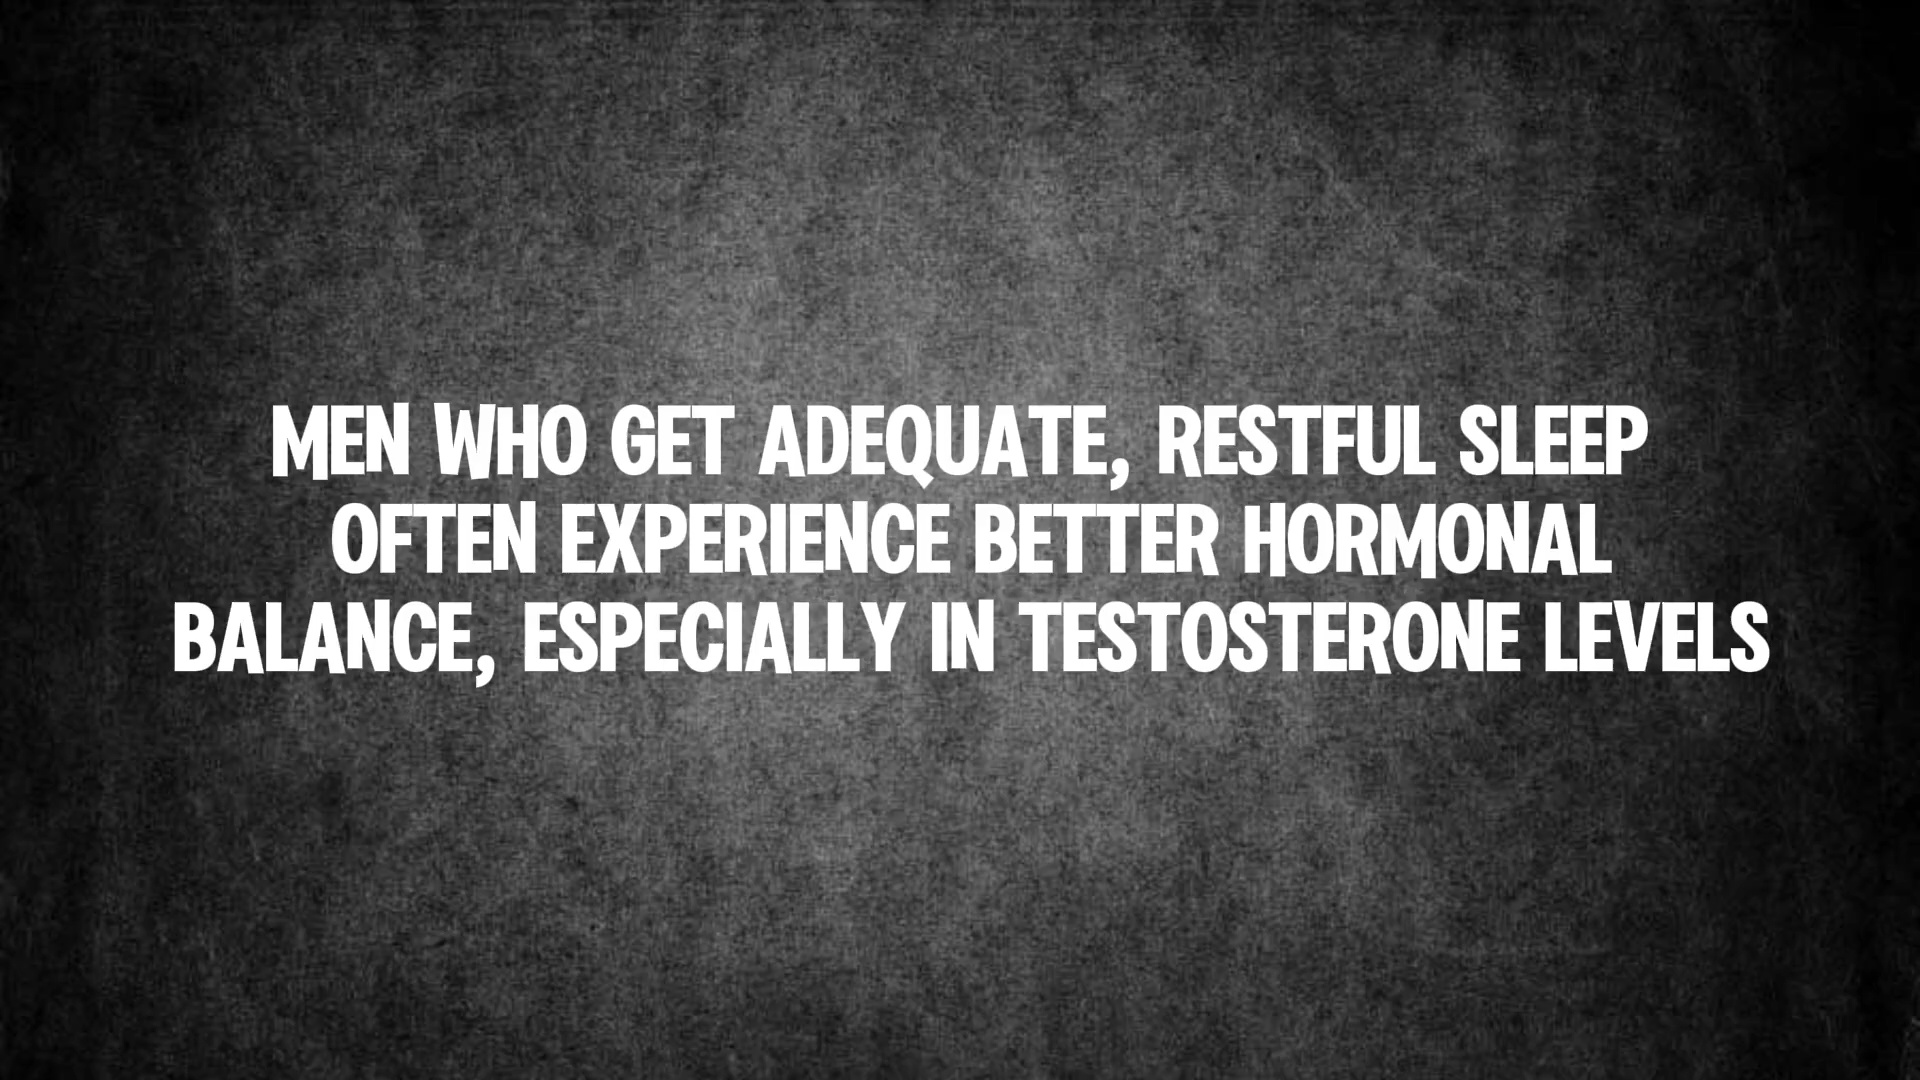 MEN WHO GET ADEQUATE, RESTFUL SLEEP
OFTEN EXPERIENCE BETTER HORMONAL
BALANCE, ESPECIALLY IN TESTOSTERONE LEVELS